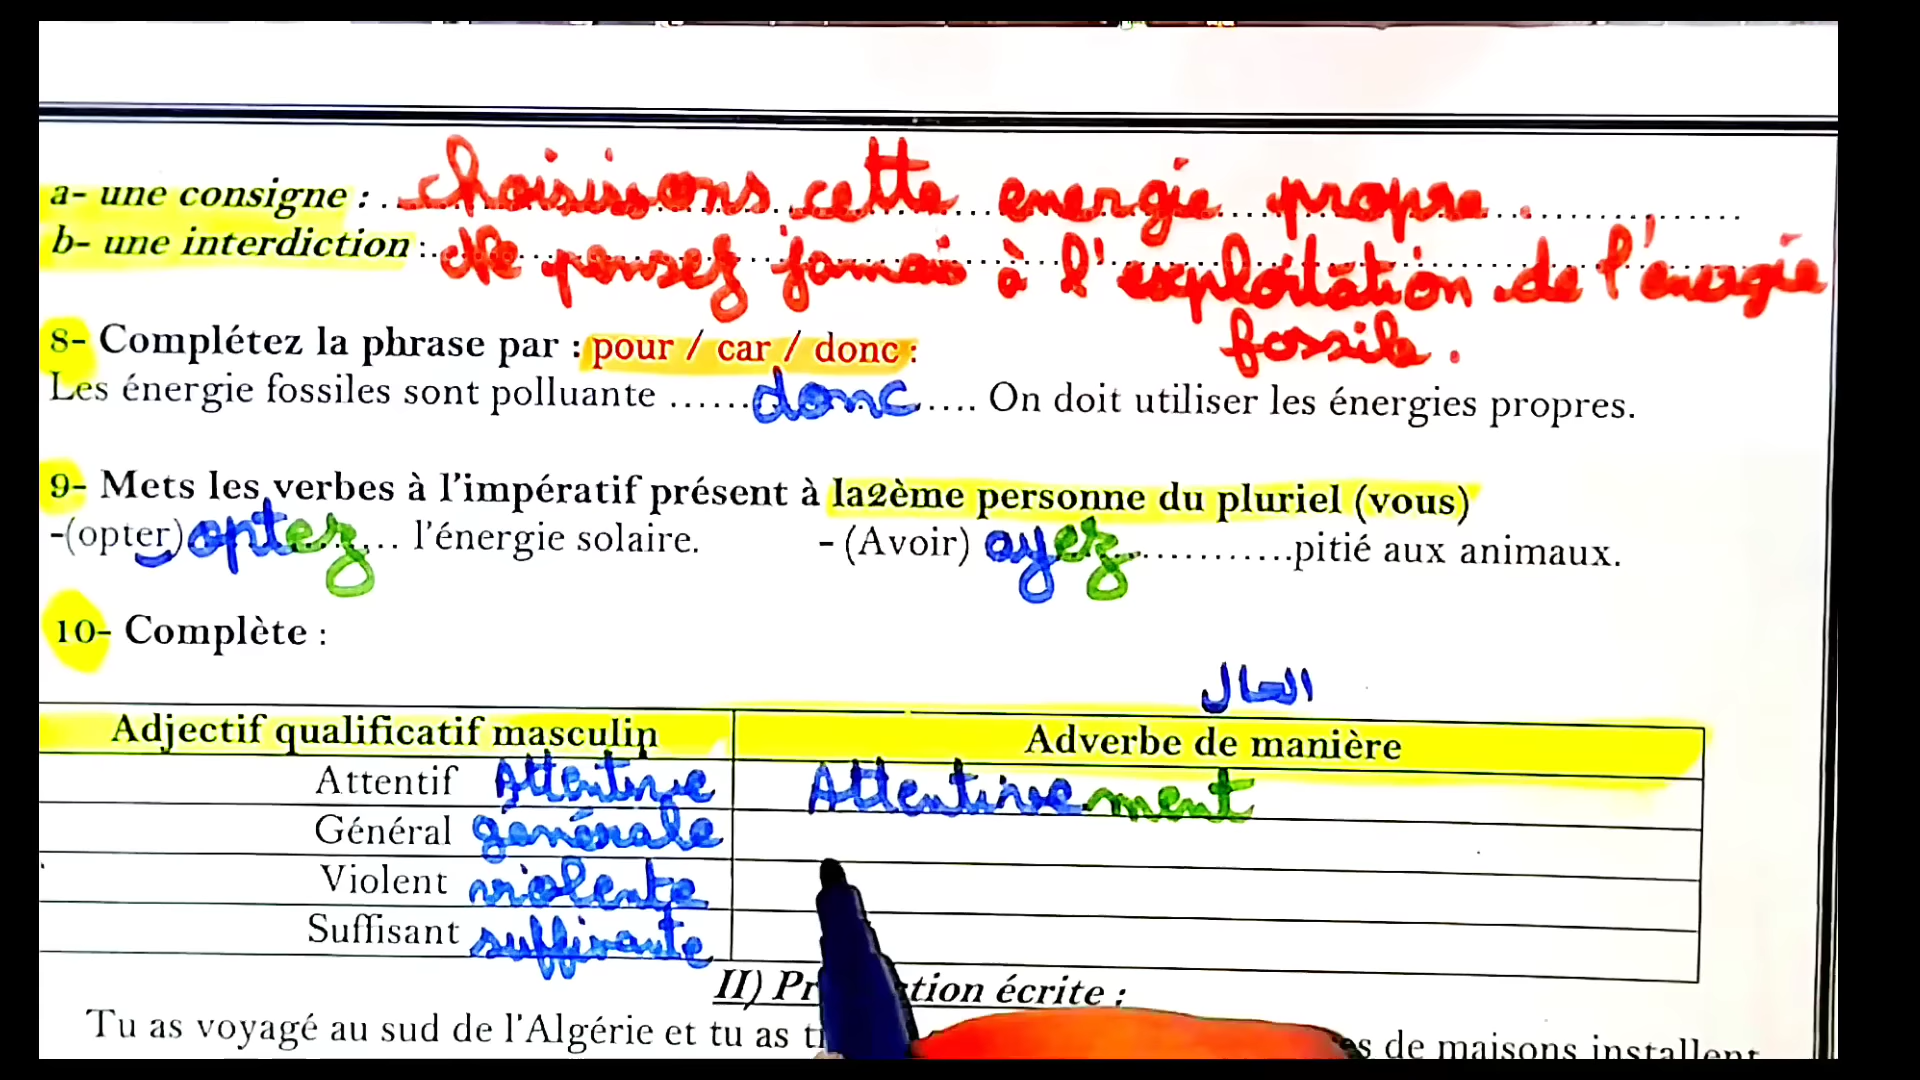 a- une consigne : choisissons cette energie propre.
b- une interdiction : Ne pensez jamais à l'exploitation de l'énergie
fossile.
8- Complétez la phrase par : pour / car / donc :
Les énergie fossiles sont polluante ......donc.... On doit utiliser les énergies propres.
9- Mets les verbes à l'impératif présent à la2ème personne du pluriel (vous)
-(opter) optez... l'énergie solaire. - (Avoir) ayez............pitié aux animaux.
10- Complète :
الحال
Adjectif qualificatif masculin Adverbe de manière
Attentif Attentive Attentivement
Général générale
Violent violente
Suffisant suffisante
II) Pr tion écrite :
Tu as voyagé au sud de l'Algérie et tu as de maisons installent